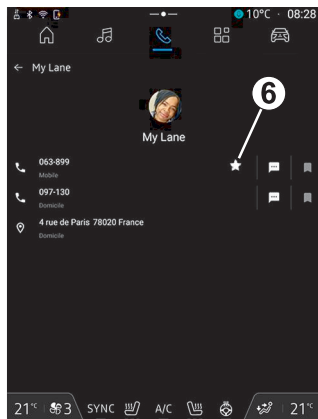 10°C · 08:28
My Lane
6
My Lane
063-899
Mobile
097-130
Domicile
4 rue de Paris 78020 France
Domicile
21°C 3 SYNC A/C 21°C